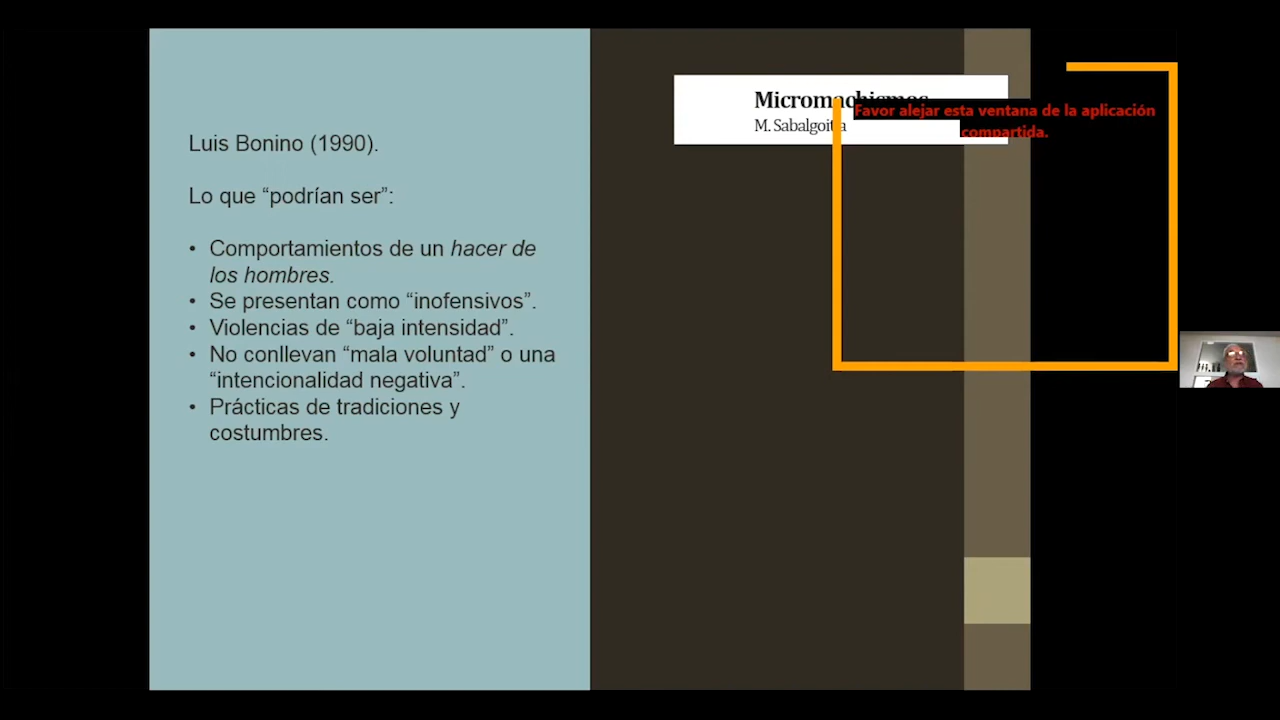 Luis Bonino (1990).
Lo que “podrían ser”:
• Comportamientos de un hacer de
los hombres.
• Se presentan como “inofensivos”.
• Violencias de “baja intensidad”.
• No conllevan “mala voluntad” o una
“intencionalidad negativa”.
• Prácticas de tradiciones y
costumbres.
Micromachismos
M. Sabalgoitia
Favor alejar esta ventana de la aplicación
compartida.